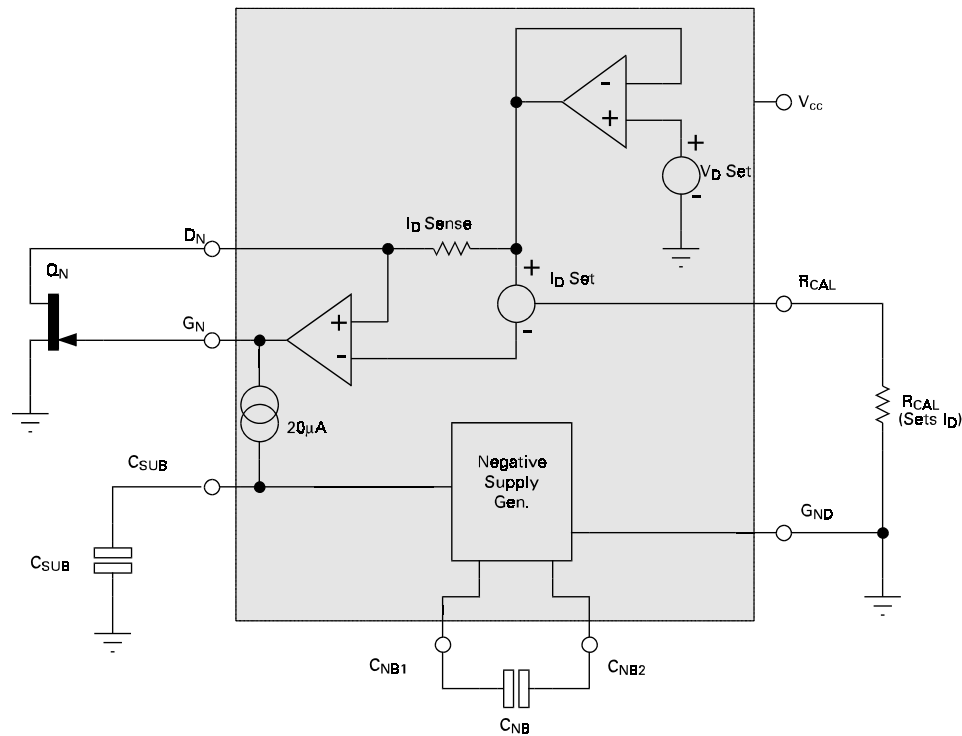 -
+
Vcc
+
VD Set
-
ID Sense
DN
QN
+
ID Set
-
RCAL
GN
+
-
RCAL
(Sets ID)
20µA
CSUB
Negative
Supply
Gen.
GND
CSUB
CNB1
CNB2
CNB